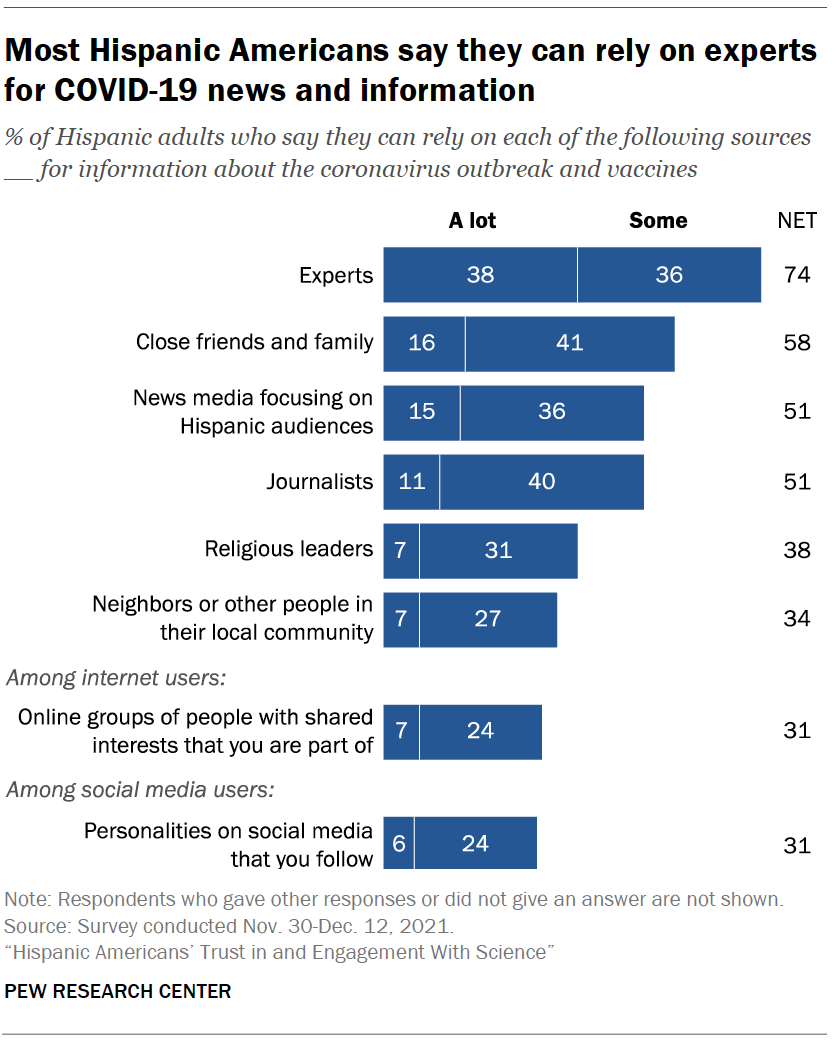 Most Hispanic Americans say they can rely on experts
for COVID-19 news and information
% of Hispanic adults who say they can rely on each of the following sources
__ for information about the coronavirus outbreak and vaccines
A lot Some NET
Experts 38 36 74
Close friends and family 16 41 58
News media focusing on
Hispanic audiences 15 36 51
Journalists 11 40 51
Religious leaders 7 31 38
Neighbors or other people in
their local community 7 27 34
Among internet users:
Online groups of people with shared
interests that you are part of 7 24 31
Among social media users:
Personalities on social media
that you follow 6 24 31
Note: Respondents who gave other responses or did not give an answer are not shown.
Source: Survey conducted Nov. 30-Dec. 12, 2021.
“Hispanic Americans’ Trust in and Engagement With Science”
PEW RESEARCH CENTER